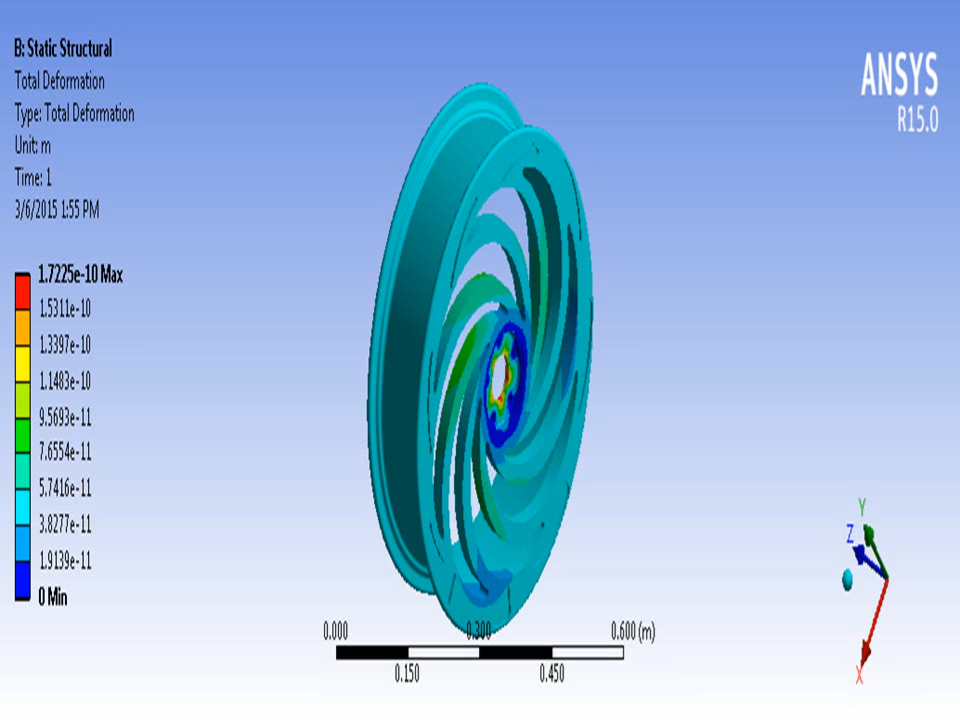 B: Static Structural
Total Deformation
Type: Total Deformation
Unit: m
Time: 1
3/6/2015 1:55 PM
ANSYS
R15.0
1.7225e-10 Max
1.5311e-10
1.3397e-10
1.1483e-10
9.5693e-11
7.6554e-11
5.7416e-11
3.8277e-11
1.9139e-11
0 Min
Y
Z
X
0.000 0.300 0.600 (m)
0.150 0.450